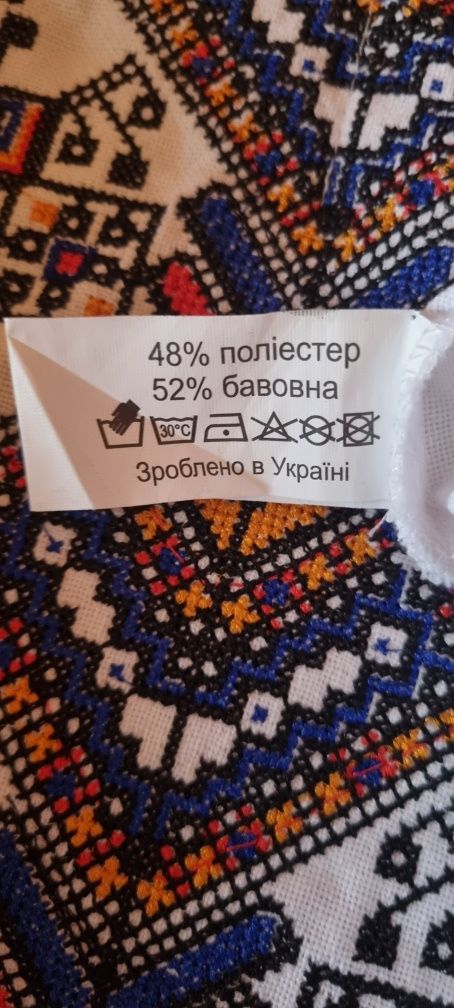 48% поліестер
52% бавовна
30°C
Зроблено в Україні